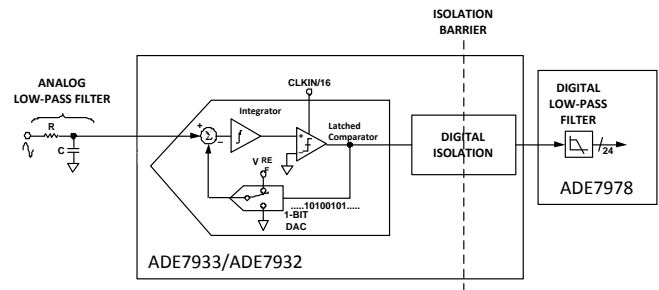 ISOLATION
BARRIER
ANALOG
LOW-PASS FILTER
R
C
CLKIN/16
Integrator
+
Σ
−
∫
+
−
Latched
Comparator
V RE
F
.....10100101.....
1-BIT
DAC
DIGITAL
ISOLATION
DIGITAL
LOW-PASS
FILTER
24
ADE7978
ADE7933/ADE7932